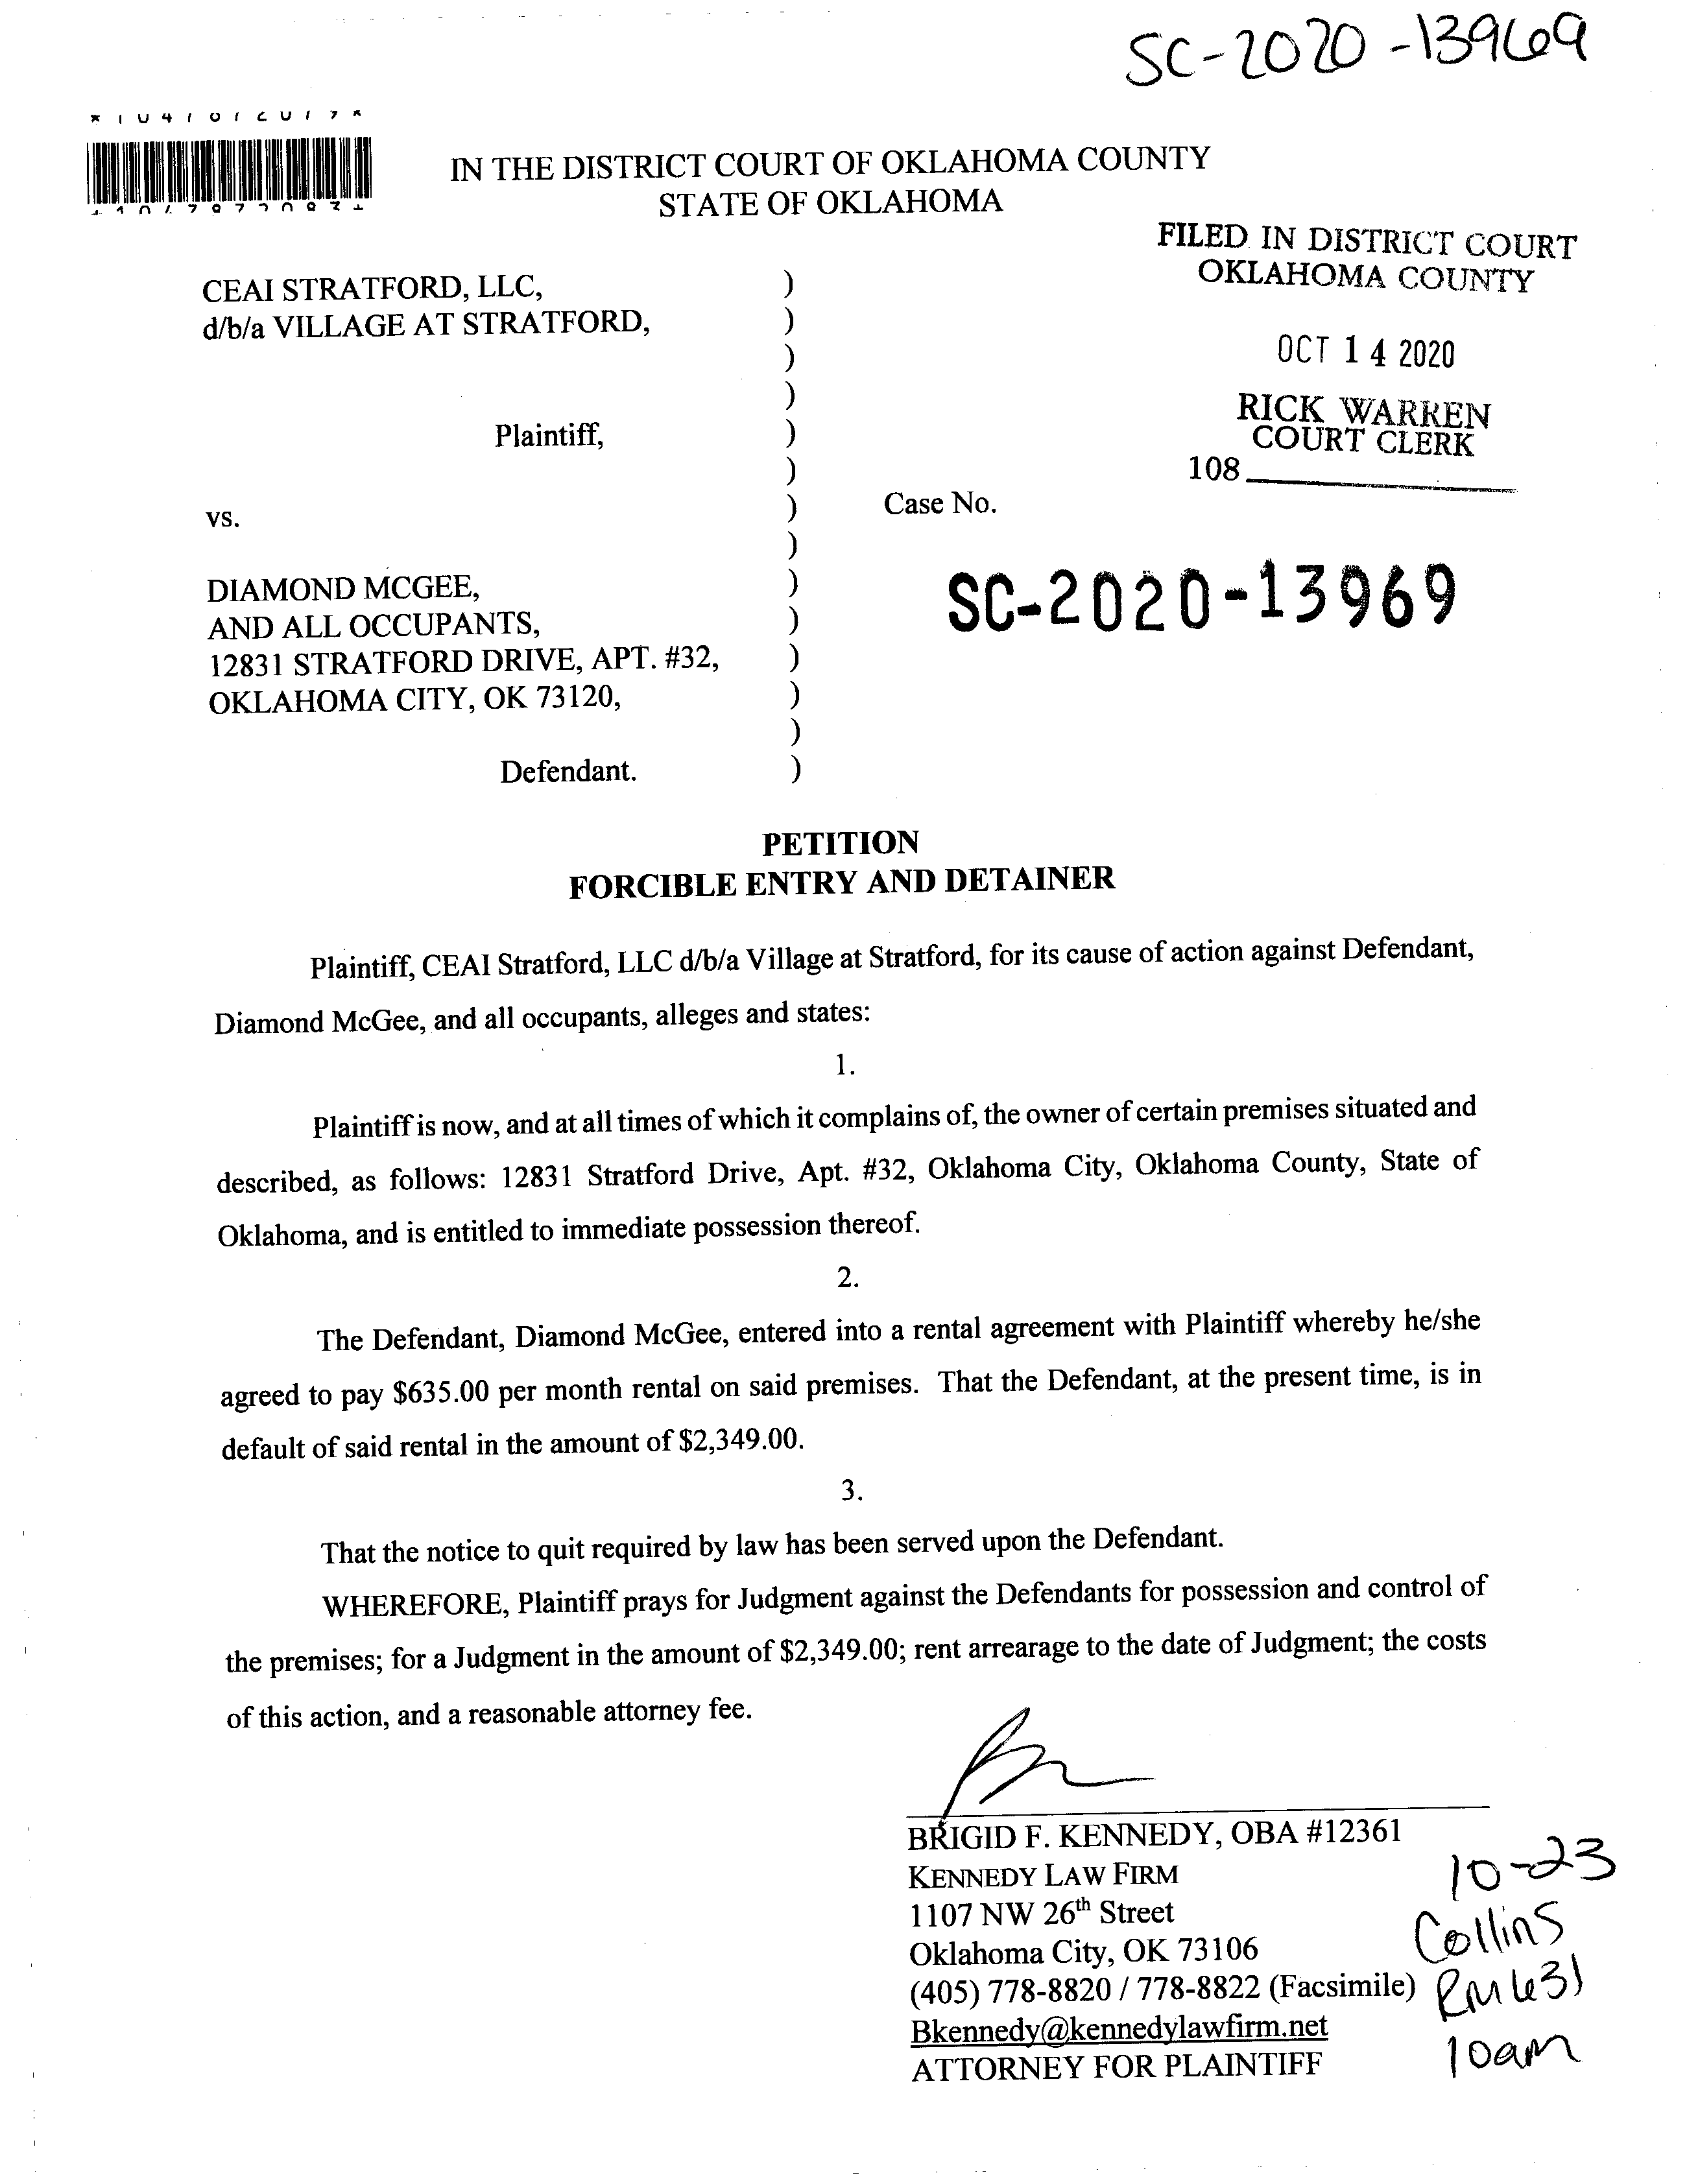 SC-2020-13969
IN THE DISTRICT COURT OF OKLAHOMA COUNTY
STATE OF OKLAHOMA
FILED IN DISTRICT COURT
OKLAHOMA COUNTY
OCT 14 2020
RICK WARREN
COURT CLERK
108
CEAI STRATFORD, LLC, )
d/b/a VILLAGE AT STRATFORD, )
)
)
Plaintiff, )
)
vs. ) Case No.
)
DIAMOND MCGEE, )
AND ALL OCCUPANTS, )
12831 STRATFORD DRIVE, APT. #32, )
OKLAHOMA CITY, OK 73120, )
)
Defendant. )
SC-2020-13969
PETITION
FORCIBLE ENTRY AND DETAINER
Plaintiff, CEAI Stratford, LLC d/b/a Village at Stratford, for its cause of action against Defendant,
Diamond McGee, and all occupants, alleges and states:
1.
Plaintiff is now, and at all times of which it complains of, the owner of certain premises situated and
described, as follows: 12831 Stratford Drive, Apt. #32, Oklahoma City, Oklahoma County, State of
Oklahoma, and is entitled to immediate possession thereof.
2.
The Defendant, Diamond McGee, entered into a rental agreement with Plaintiff whereby he/she
agreed to pay $635.00 per month rental on said premises. That the Defendant, at the present time, is in
default of said rental in the amount of $2,349.00.
3.
That the notice to quit required by law has been served upon the Defendant.
WHEREFORE, Plaintiff prays for Judgment against the Defendants for possession and control of
the premises; for a Judgment in the amount of $2,349.00; rent arrearage to the date of Judgment; the costs
of this action, and a reasonable attorney fee.
BRIGID F. KENNEDY, OBA #12361
KENNEDY LAW FIRM
1107 NW 26th Street
Oklahoma City, OK 73106
(405) 778-8820 / 778-8822 (Facsimile)
Bkennedy@kennedylawfirm.net
ATTORNEY FOR PLAINTIFF
10-23
Collins
RM 631
10am